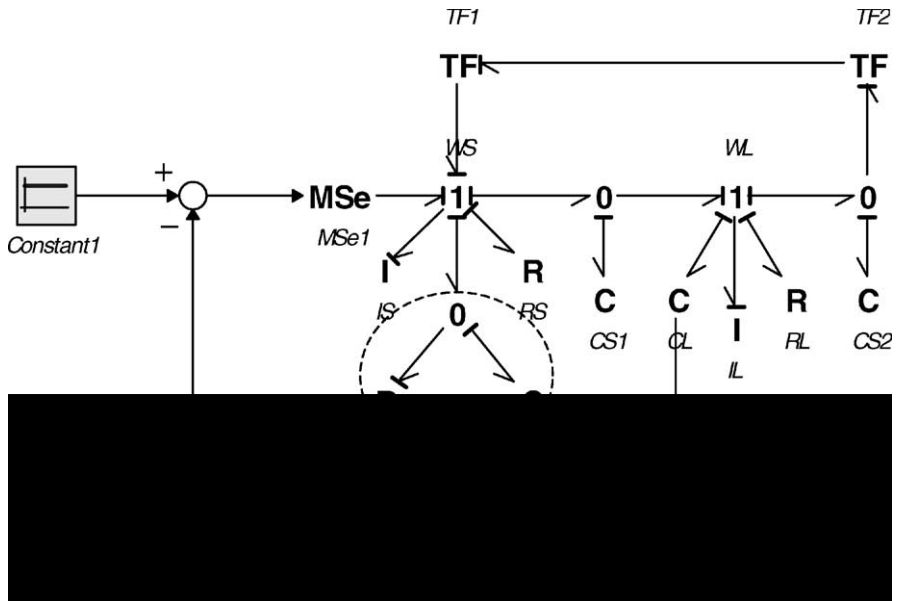 TF1 TF2
TF TF
WS WL
+
MSe 1 0 1 0
−
Constant1 MSe1
I R C C R C
IS 0 RS I
CS1 CL RL CS2
IL